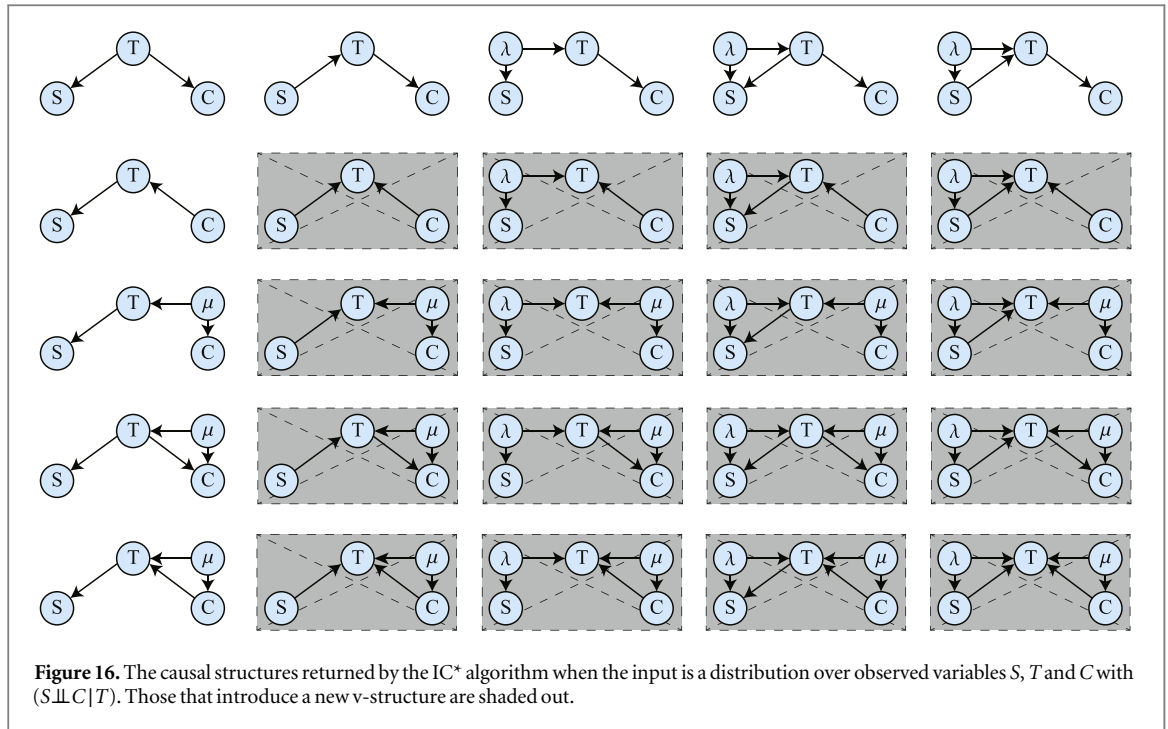 T T λ T λ T λ T
S C S C S C S C S C
T T λ T λ T λ T
S C S C S C S C S C
T μ T μ λ T μ λ T μ λ T μ
S C S C S C S C S C
T μ T μ λ T μ λ T μ λ T μ
S C S C S C S C S C
T μ T μ λ T μ λ T μ λ T μ
S C S C S C S C S C
Figure 16. The causal structures returned by the IC* algorithm when the input is a distribution over observed variables S, T and C with
(S⫫C|T). Those that introduce a new v-structure are shaded out.